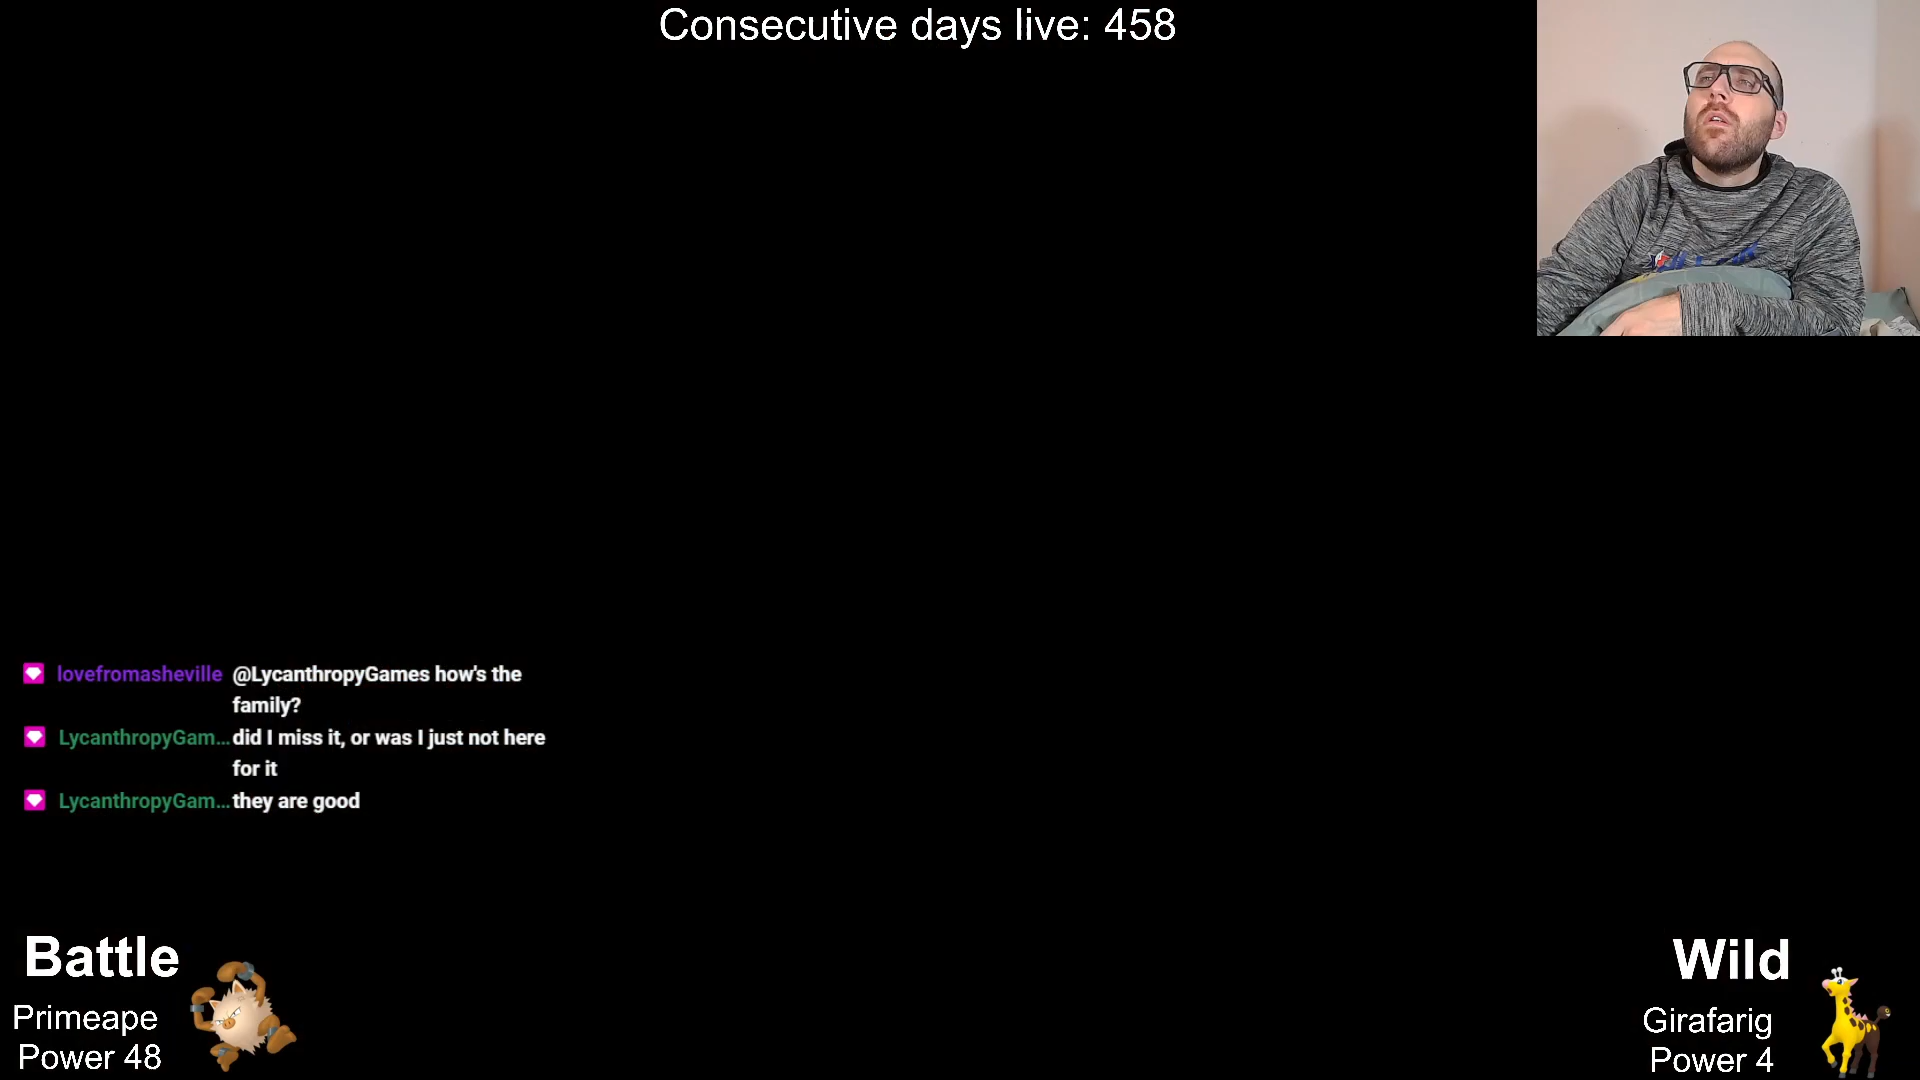 Consecutive days live: 458
lovefromasheville @LycanthropyGames how's the
family?
LycanthropyGam... did I miss it, or was I just not here
for it
LycanthropyGam... they are good
Battle
Primeape
Power 48
Wild
Girafarig
Power 4